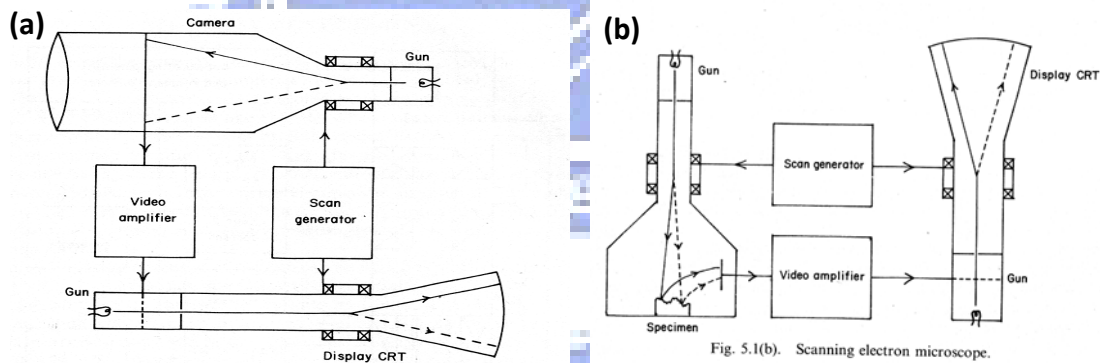 (a)
Camera
Gun
Video
amplifier
Scan
generator
Gun
Display CRT
(b)
Gun
Display CRT
Scan generator
Video amplifier
Gun
Specimen
Fig. 5.1(b). Scanning electron microscope.